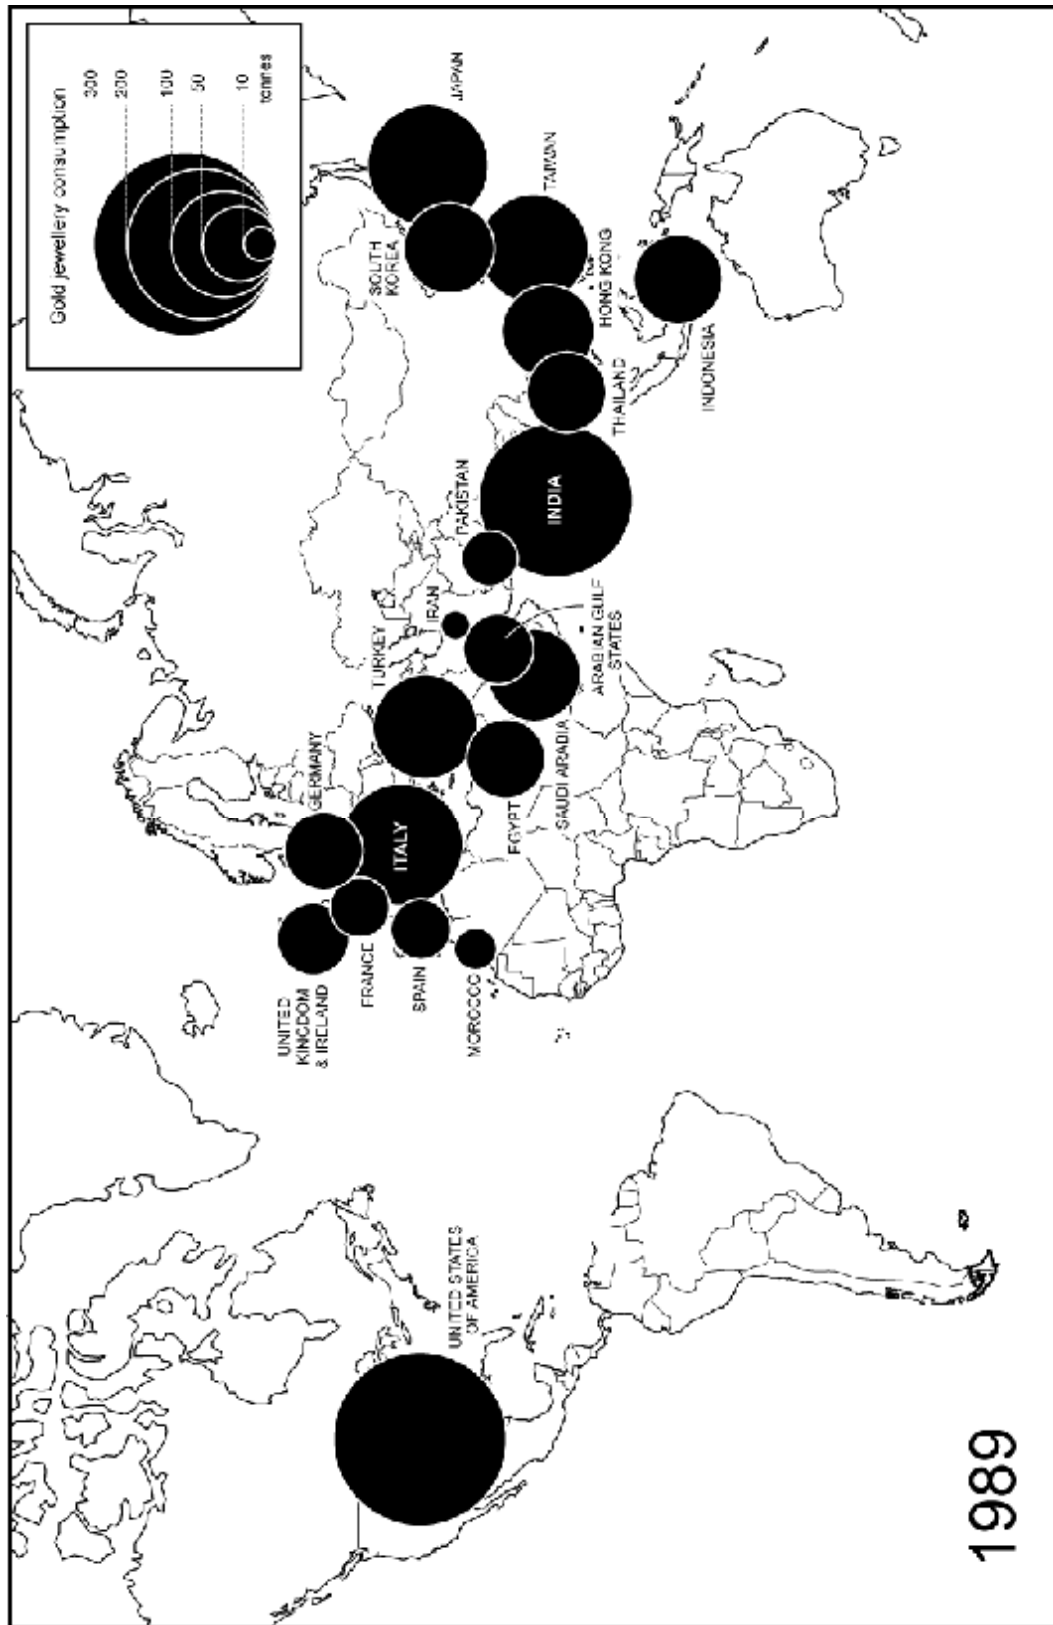 Gold jewellery consumption
300
200
100
50
10
tonnes
JAPAN
SOUTH
KOREA
TAIWAN
HONG KONG
THAILAND
INDONESIA
PAKISTAN
INDIA
IRAN
TURKEY
ARABIAN GULF
STATES
SAUDI ARABIA
EGYPT
GERMANY
ITALY
UNITED
KINGDOM
& IRELAND
FRANCE
SPAIN
MOROCCO
UNITED STATES
OF AMERICA
1989